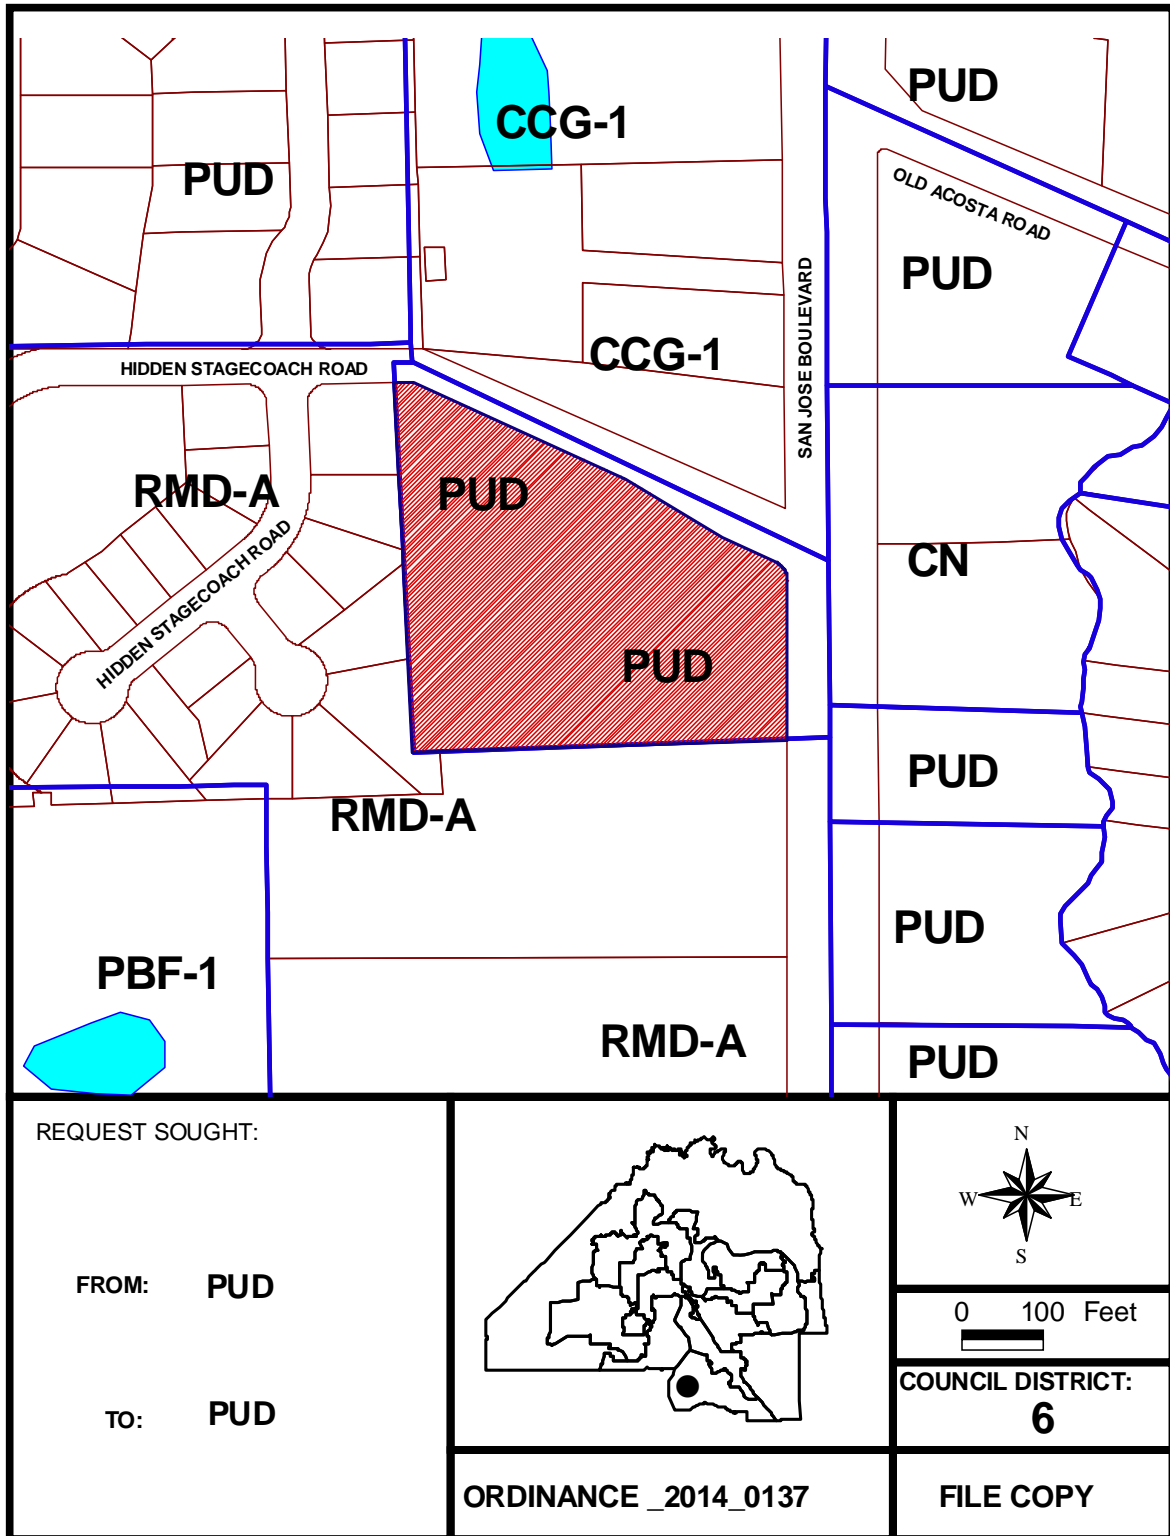 PUD
CCG-1
PUD
OLD ACOSTA ROAD
PUD
SAN JOSE BOULEVARD
CCG-1
HIDDEN STAGECOACH ROAD
RMD-A
PUD
HIDDEN STAGECOACH ROAD
CN
PUD
PUD
RMD-A
PUD
PBF-1
RMD-A
PUD
REQUEST SOUGHT:
FROM: PUD
TO: PUD
N
W E
S
0 100 Feet
COUNCIL DISTRICT:
6
ORDINANCE _2014_0137
FILE COPY